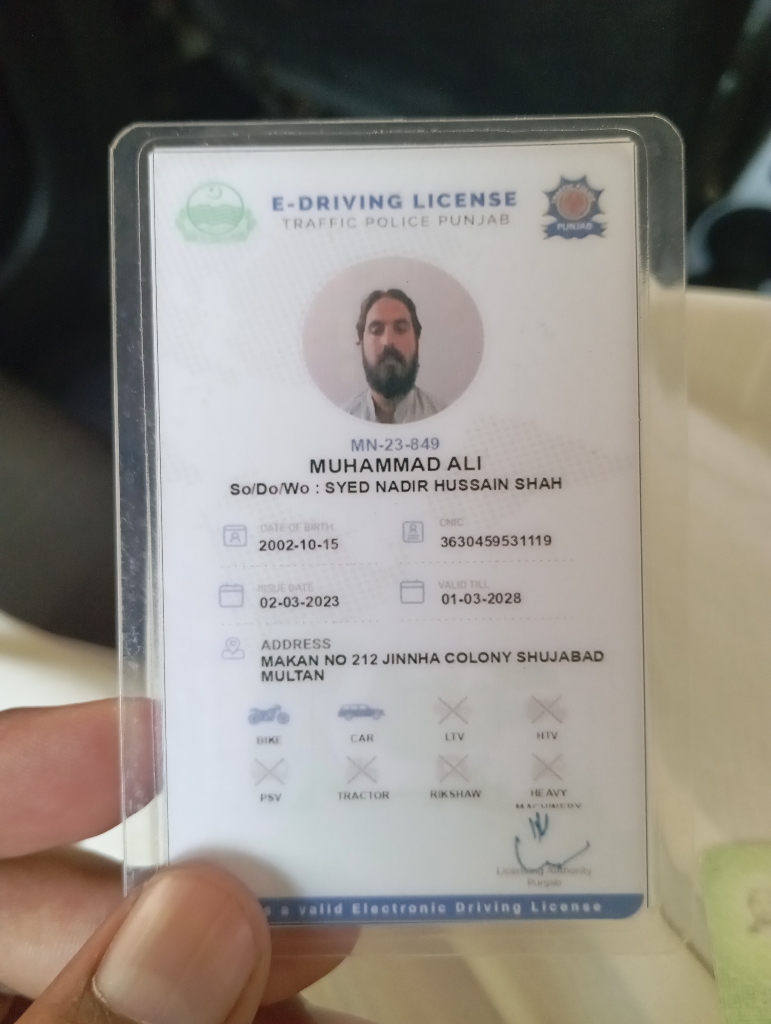 E-DRIVING LICENSE
TRAFFIC POLICE PUNJAB
PUNJAB
MN-23-849
MUHAMMAD ALI
So/Do/Wo : SYED NADIR HUSSAIN SHAH
DATE OF BIRTH
2002-10-15
CNIC
3630459531119
ISSUE DATE
02-03-2023
VALID TILL
01-03-2028
ADDRESS
MAKAN NO 212 JINNHA COLONY SHUJABAD
MULTAN
BIKE CAR LTV HTV
PSV TRACTOR RIKSHAW HEAVY
MACHINERY
Licensing Authority
Punjab
a valid Electronic Driving License